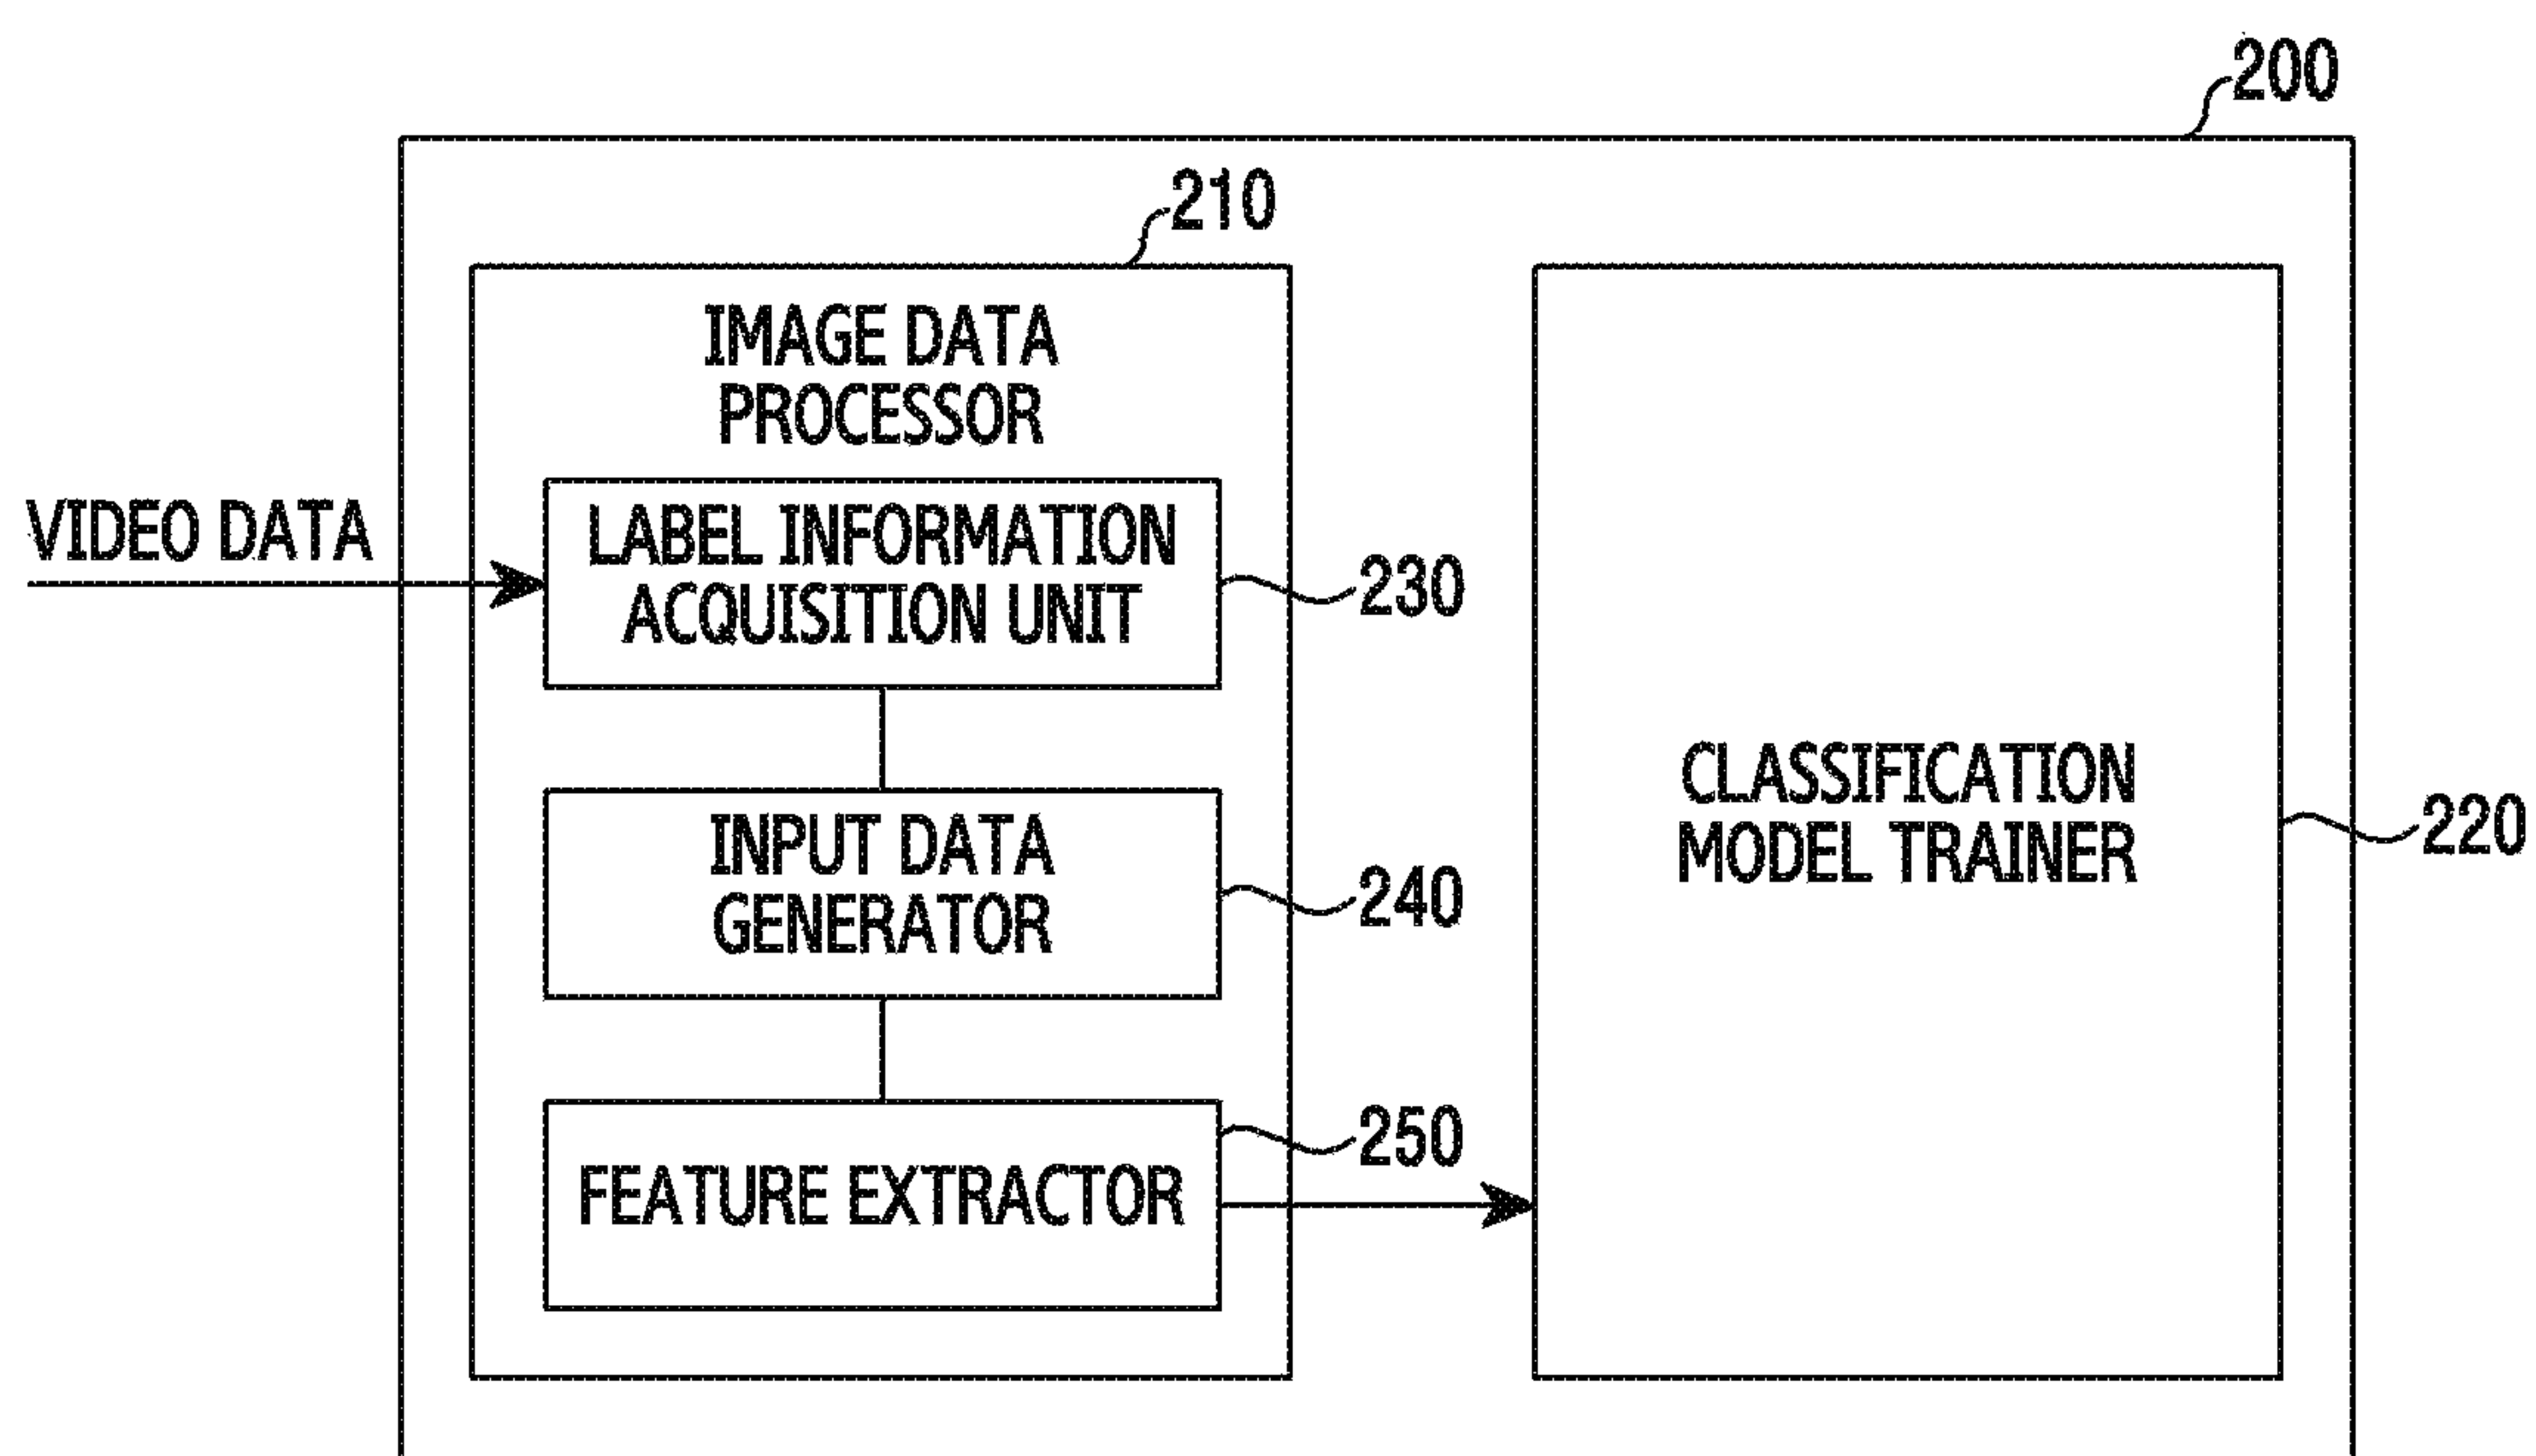 200
210
IMAGE DATA
PROCESSOR
VIDEO DATA
LABEL INFORMATION
ACQUISITION UNIT
230
INPUT DATA
GENERATOR
240
FEATURE EXTRACTOR
250
CLASSIFICATION
MODEL TRAINER
220